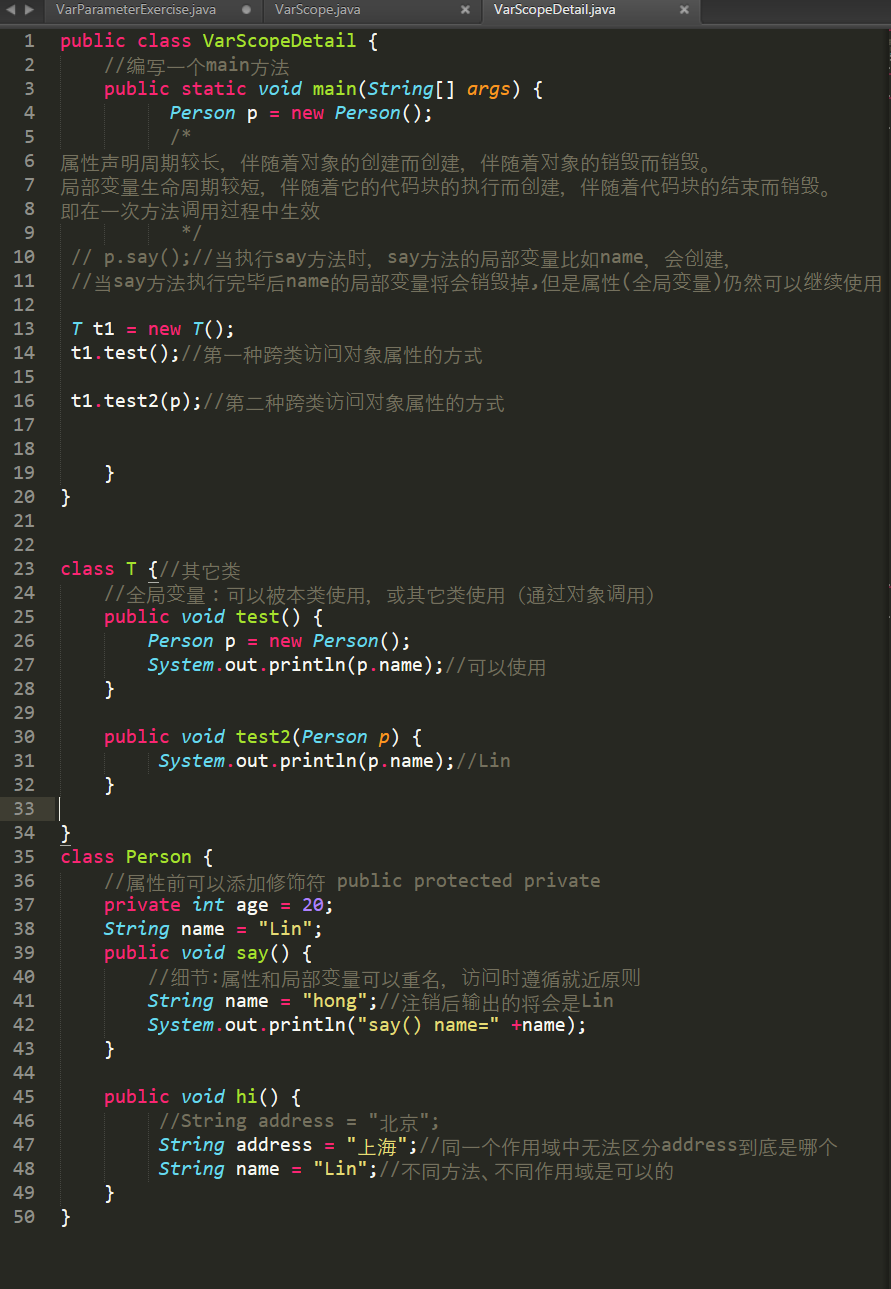 VarParameterExercise.java
VarScope.java
VarScopeDetail.java
1 public class VarScopeDetail {
2 //编写一个main方法
3 public static void main(String[] args) {
4 Person p = new Person();
5 /*
6 属性声明周期较长，伴随着对象的创建而创建，伴随着对象的销毁而销毁。
7 局部变量生命周期较短，伴随着它的代码块的执行而创建，伴随着代码块的结束而销毁。
8 即在一次方法调用过程中生效
9 */
10 // p.say();//当执行say方法时，say方法的局部变量比如name，会创建，
11 //当say方法执行完毕后name的局部变量将会销毁掉,但是属性(全局变量)仍然可以继续使用
12
13 T t1 = new T();
14 t1.test();//第一种跨类访问对象属性的方式
15
16 t1.test2(p);//第二种跨类访问对象属性的方式
17
18
19 }
20 }
21
22
23 class T {//其它类
24 //全局变量：可以被本类使用，或其它类使用（通过对象调用）
25 public void test() {
26 Person p = new Person();
27 System.out.println(p.name);//可以使用
28 }
29
30 public void test2(Person p) {
31 System.out.println(p.name);//Lin
32 }
33
34 }
35 class Person {
36 //属性前可以添加修饰符 public protected private
37 private int age = 20;
38 String name = "Lin";
39 public void say() {
40 //细节:属性和局部变量可以重名，访问时遵循就近原则
41 String name = "hong";//注销后输出的将会是Lin
42 System.out.println("say() name=" +name);
43 }
44
45 public void hi() {
46 //String address = "北京";
47 String address = "上海";//同一个作用域中无法区分address到底是哪个
48 String name = "Lin";//不同方法、不同作用域是可以的
49 }
50 }